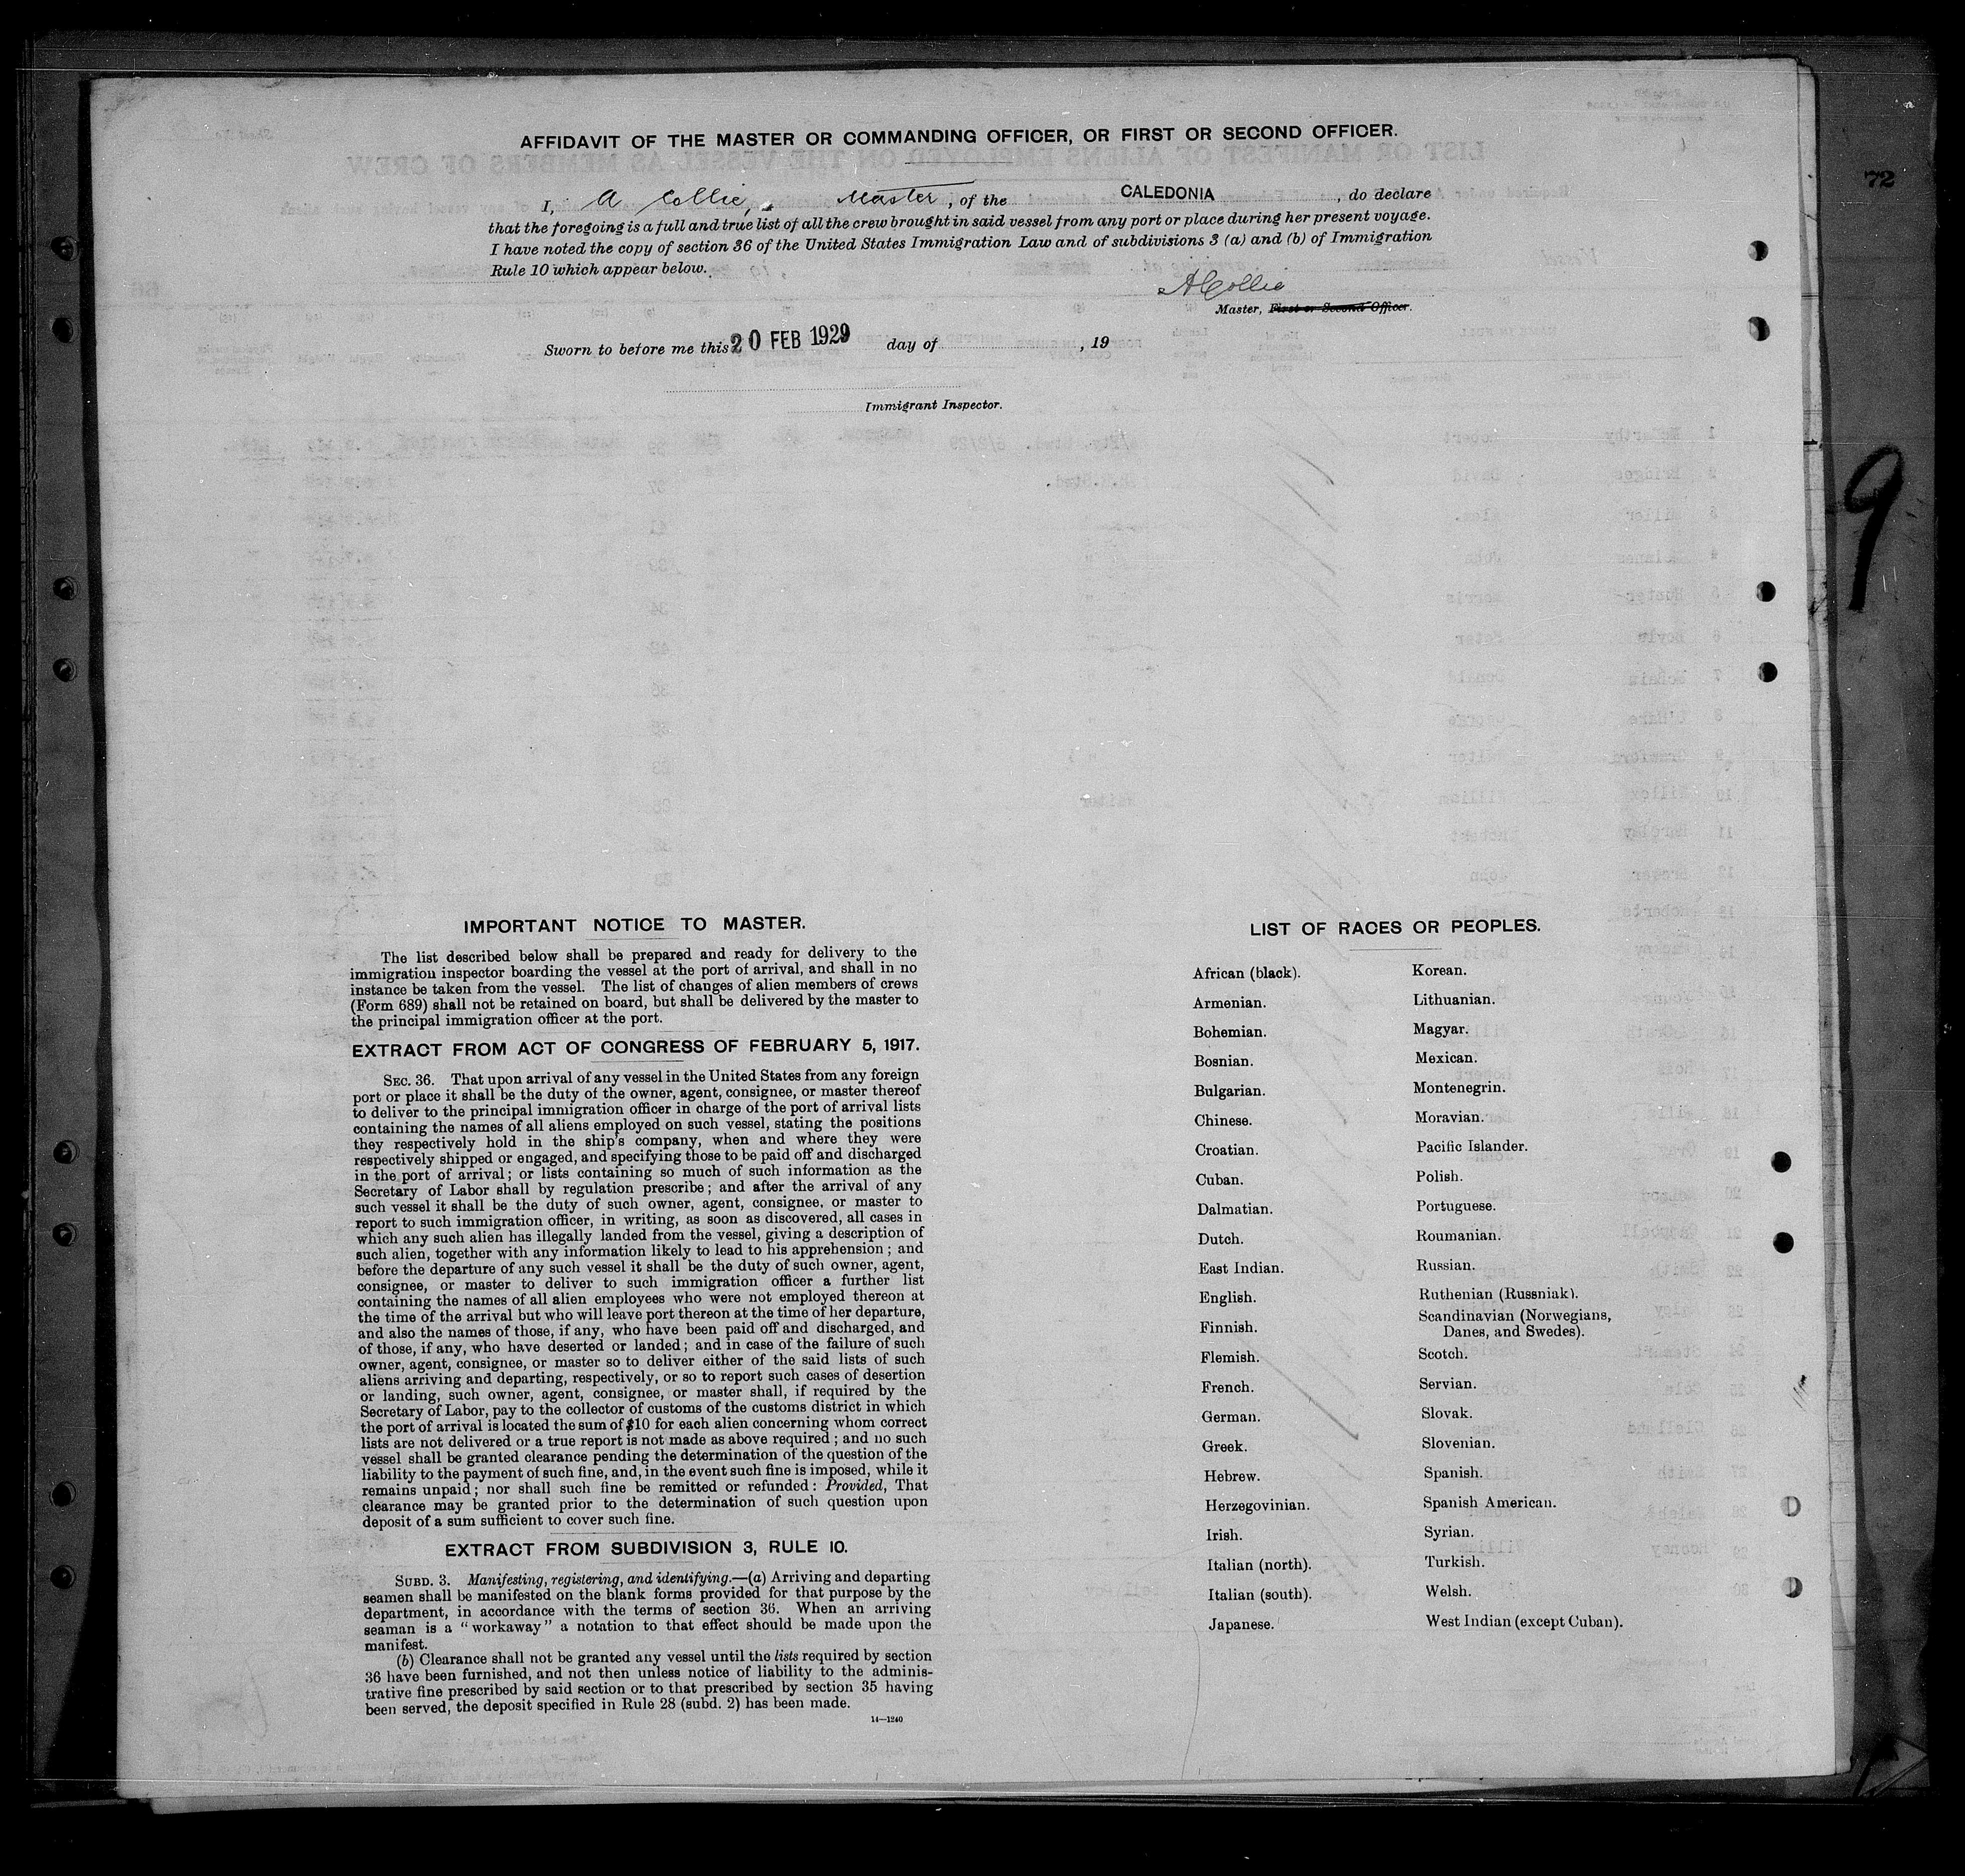 AFFIDAVIT OF THE MASTER OR COMMANDING OFFICER, OR FIRST OR SECOND OFFICER.
72
I, A Collie, Master, of the CALEDONIA, do declare
that the foregoing is a full and true list of all the crew brought in said vessel from any port or place during her present voyage.
I have noted the copy of section 36 of the United States Immigration Law and of subdivisions 3 (a) and (b) of Immigration
Rule 10 which appear below.
A Collie
Master, First or Second Officer.
Sworn to before me this 20 FEB 1929 day of , 19
Immigrant Inspector.
9
IMPORTANT NOTICE TO MASTER.
The list described below shall be prepared and ready for delivery to the
immigration inspector boarding the vessel at the port of arrival, and shall in no
instance be taken from the vessel. The list of changes of alien members of crews
(Form 689) shall not be retained on board, but shall be delivered by the master to
the principal immigration officer at the port.
EXTRACT FROM ACT OF CONGRESS OF FEBRUARY 5, 1917.
SEC. 36. That upon arrival of any vessel in the United States from any foreign
port or place it shall be the duty of the owner, agent, consignee, or master thereof
to deliver to the principal immigration officer in charge of the port of arrival lists
containing the names of all aliens employed on such vessel, stating the positions
they respectively hold in the ship's company, when and where they were
respectively shipped or engaged, and specifying those to be paid off and discharged
in the port of arrival; or lists containing so much of such information as the
Secretary of Labor shall by regulation prescribe; and after the arrival of any
such vessel it shall be the duty of such owner, agent, consignee, or master to
report to such immigration officer, in writing, as soon as discovered, all cases in
which any such alien has illegally landed from the vessel, giving a description of
such alien, together with any information likely to lead to his apprehension; and
before the departure of any such vessel it shall be the duty of such owner, agent,
consignee, or master to deliver to such immigration officer a further list
containing the names of all alien employees who were not employed thereon at
the time of the arrival but who will leave port thereon at the time of her departure,
and also the names of those, if any, who have been paid off and discharged, and
of those, if any, who have deserted or landed; and in case of the failure of such
owner, agent, consignee, or master so to deliver either of the said lists of such
aliens arriving and departing, respectively, or so to report such cases of desertion
or landing, such owner, agent, consignee, or master shall, if required by the
Secretary of Labor, pay to the collector of customs of the customs district in which
the port of arrival is located the sum of $10 for each alien concerning whom correct
lists are not delivered or a true report is not made as above required; and no such
vessel shall be granted clearance pending the determination of the question of the
liability to the payment of such fine, and, in the event such fine is imposed, while it
remains unpaid; nor shall such fine be remitted or refunded: Provided, That
clearance may be granted prior to the determination of such question upon
deposit of a sum sufficient to cover such fine.
EXTRACT FROM SUBDIVISION 3, RULE 10.
SUBD. 3. Manifesting, registering, and identifying.—(a) Arriving and departing
seamen shall be manifested on the blank forms provided for that purpose by the
department, in accordance with the terms of section 36. When an arriving
seaman is a "workaway" a notation to that effect should be made upon the
manifest.
(b) Clearance shall not be granted any vessel until the lists required by section
36 have been furnished, and not then unless notice of liability to the adminis-
trative fine prescribed by said section or to that prescribed by section 35 having
been served, the deposit specified in Rule 28 (subd. 2) has been made.
14—1240
LIST OF RACES OR PEOPLES.
African (black).
Armenian.
Bohemian.
Bosnian.
Bulgarian.
Chinese.
Croatian.
Cuban.
Dalmatian.
Dutch.
East Indian.
English.
Finnish.
Flemish.
French.
German.
Greek.
Hebrew.
Herzegovinian.
Irish.
Italian (north).
Italian (south).
Japanese.
Korean.
Lithuanian.
Magyar.
Mexican.
Montenegrin.
Moravian.
Pacific Islander.
Polish.
Portuguese.
Roumanian.
Russian.
Ruthenian (Russniak).
Scandinavian (Norwegians,
Danes, and Swedes).
Scotch.
Servian.
Slovak.
Slovenian.
Spanish.
Spanish American.
Syrian.
Turkish.
Welsh.
West Indian (except Cuban).